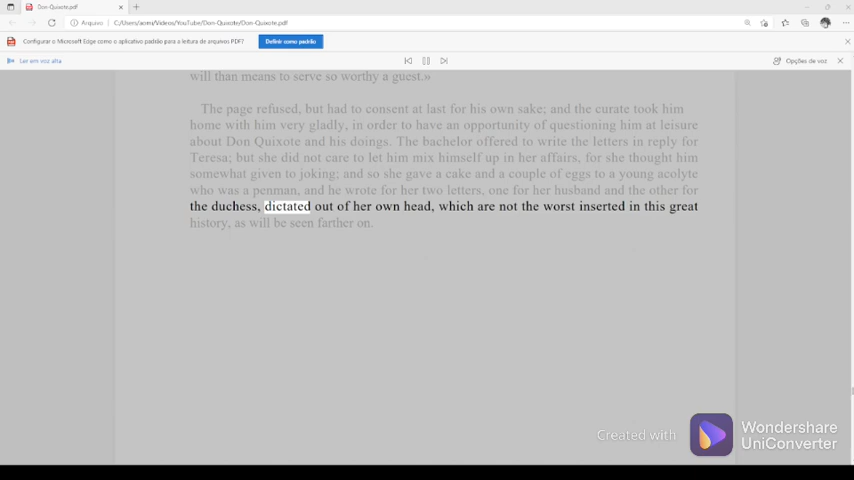 Don-Quixote.pdf
Arquivo
C:/Users/aoms/Videos/YouTube/Don-Quixote/Don-Quixote.pdf
Configurar o Microsoft Edge como o aplicativo padrão para a leitura de arquivos PDF?
Definir como padrão
Ler em voz alta
Opções de voz
will than means to serve so worthy a guest.»
The page refused, but had to consent at last for his own sake; and the curate took him
home with him very gladly, in order to have an opportunity of questioning him at leisure
about Don Quixote and his doings. The bachelor offered to write the letters in reply for
Teresa; but she did not care to let him mix himself up in her affairs, for she thought him
somewhat given to joking; and so she gave a cake and a couple of eggs to a young acolyte
who was a penman, and he wrote for her two letters, one for her husband and the other for
the duchess, dictated out of her own head, which are not the worst inserted in this great
history, as will be seen farther on.
Created with
Wondershare
UniConverter